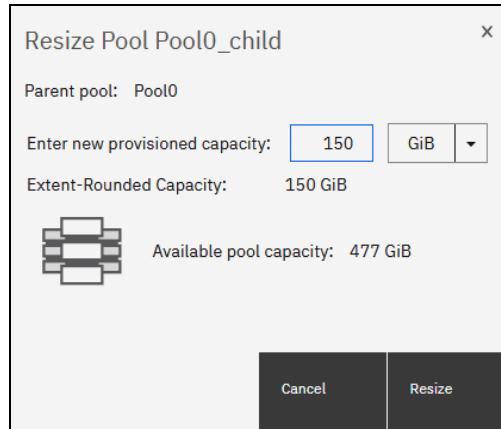 Resize Pool Pool0_child
x
Parent pool: Pool0
Enter new provisioned capacity: 150 GiB
Extent-Rounded Capacity: 150 GiB
Available pool capacity: 477 GiB
Cancel Resize